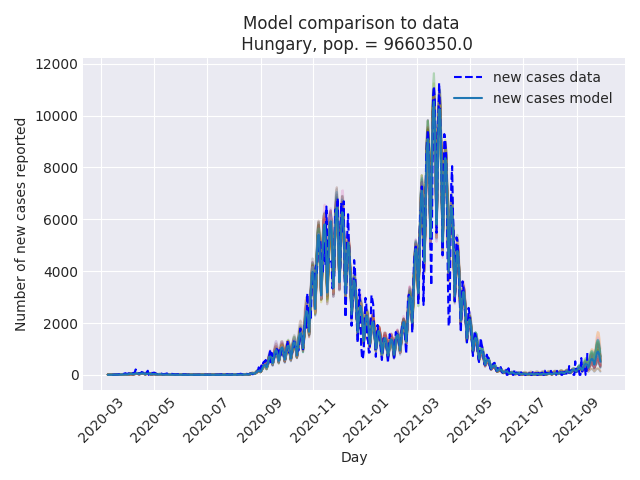 Model comparison to data
Hungary, pop. = 9660350.0
12000
10000
8000
6000
4000
2000
0
Number of new cases reported
new cases data
new cases model
2020-03
2020-05
2020-07
2020-09
2020-11
2021-01
2021-03
2021-05
2021-07
2021-09
Day